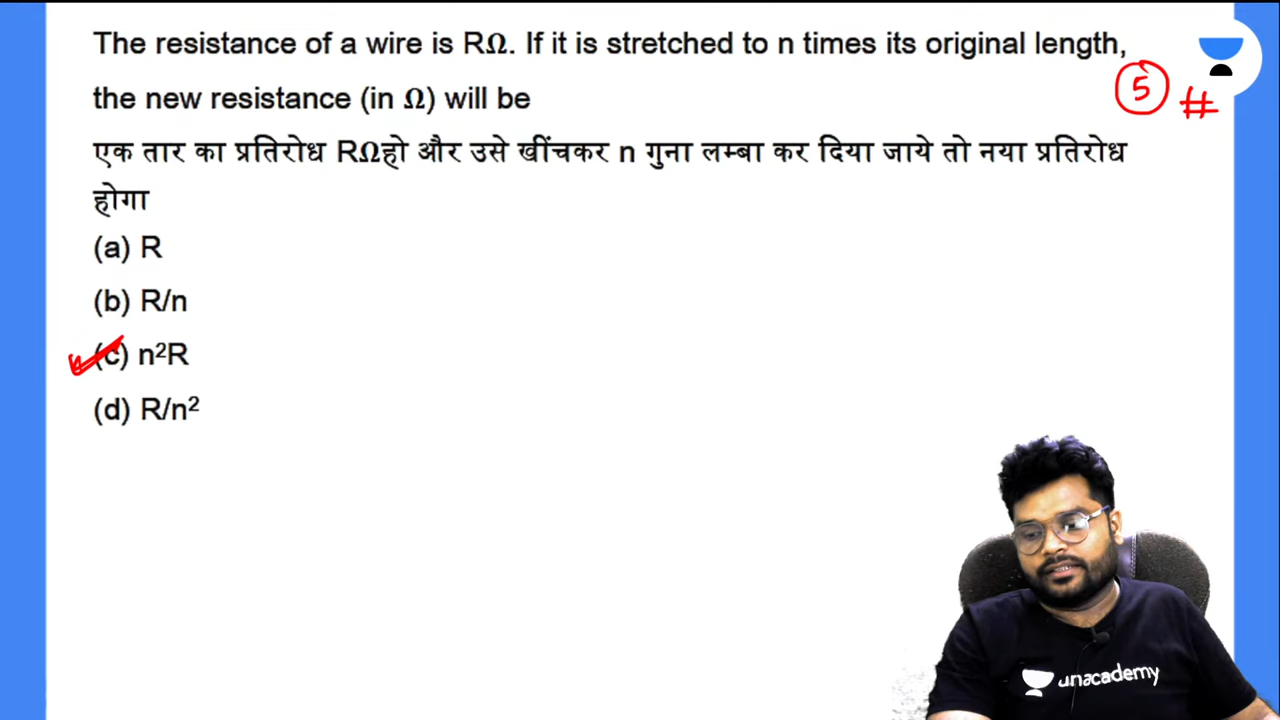 The resistance of a wire is RΩ. If it is stretched to n times its original length,
the new resistance (in Ω) will be
5 #
एक तार का प्रतिरोध RΩहो और उसे खींचकर n गुना लम्बा कर दिया जाये तो नया प्रतिरोध
होगा
(a) R
(b) R/n
(c) n²R
(d) R/n²
unacademy